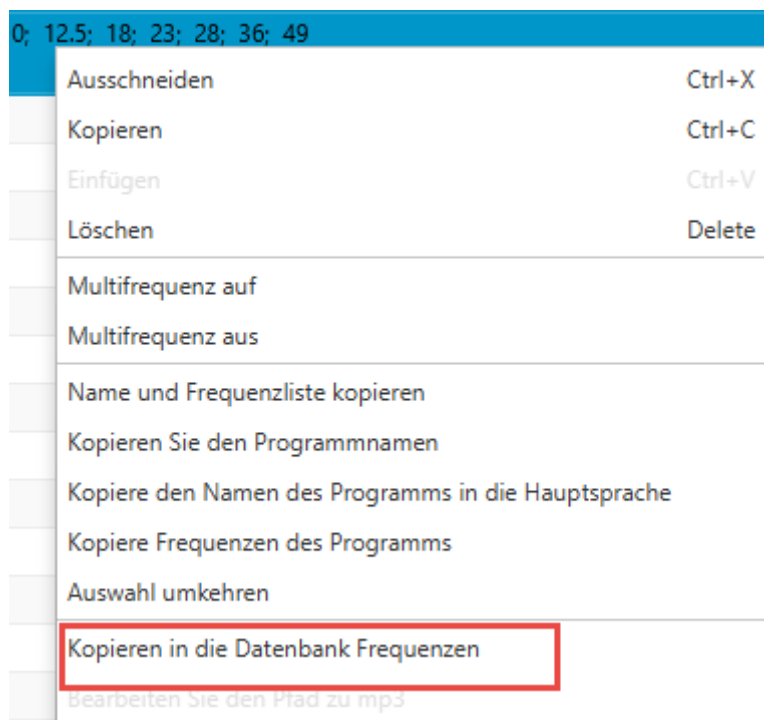 0; 12.5; 18; 23; 28; 36; 49
Ausschneiden Ctrl+X
Kopieren Ctrl+C
Einfügen Ctrl+V
Löschen Delete
Multifrequenz auf
Multifrequenz aus
Name und Frequenzliste kopieren
Kopieren Sie den Programmnamen
Kopiere den Namen des Programms in die Hauptsprache
Kopiere Frequenzen des Programms
Auswahl umkehren
Kopieren in die Datenbank Frequenzen
Bearbeiten Sie den Pfad zu mp3